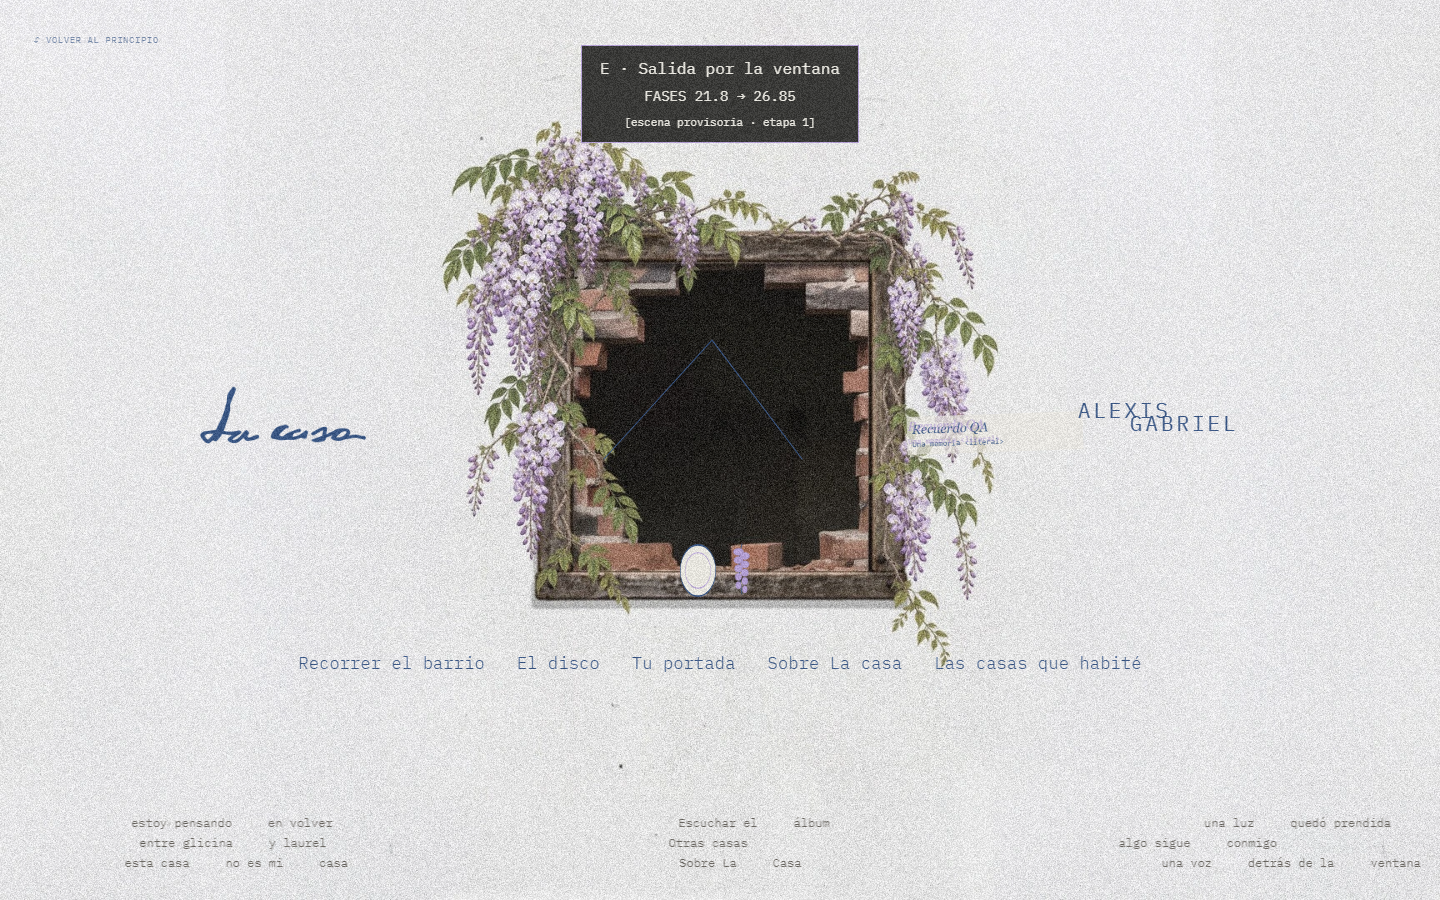 ♪ VOLVER AL PRINCIPIO
E · Salida por la ventana
FASES 21.8 → 26.85
[escena provisoria · etapa 1]
La casa
ALEXIS
GABRIEL
Recuerdo QA
Una memoria <literal>
Recorrer el barrio El disco Tu portada Sobre La casa Las casas que habité
estoy pensando en volver
entre glicina y laurel
esta casa no es mi casa
Escuchar el álbum
Otras casas
Sobre La Casa
una luz quedó prendida
algo sigue conmigo
una voz detrás de la ventana